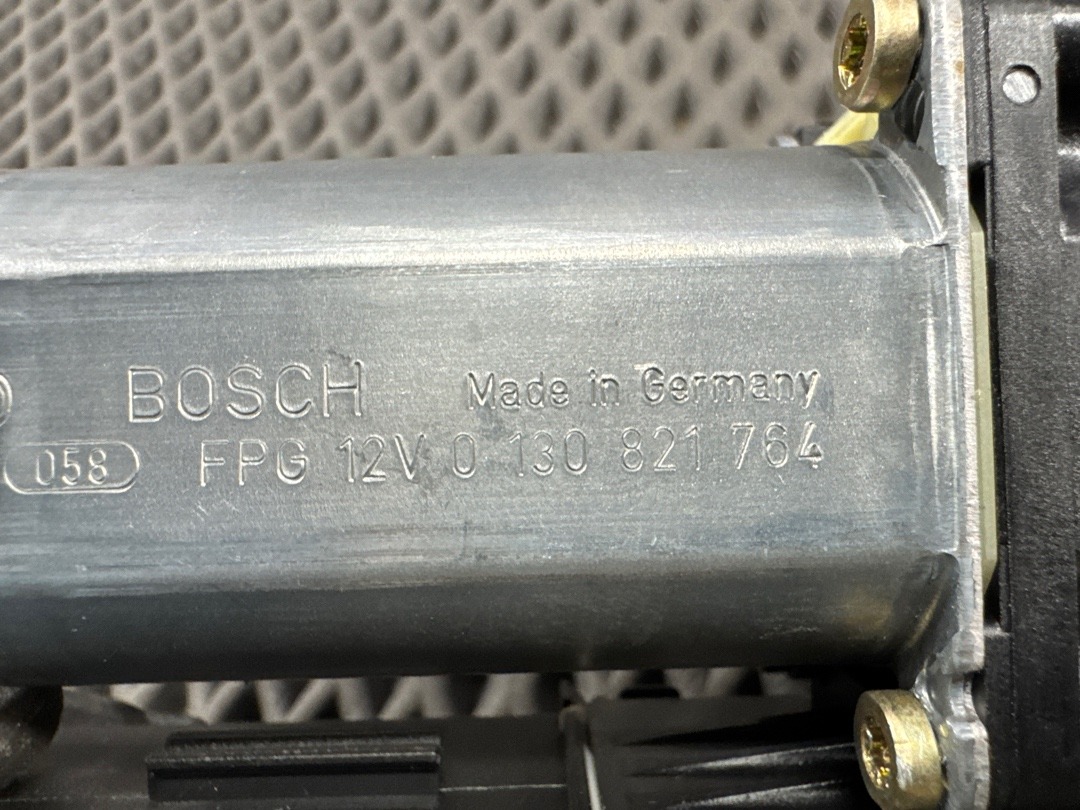 BOSCH Made in Germany
058 FPG 12V 0 130 821 764